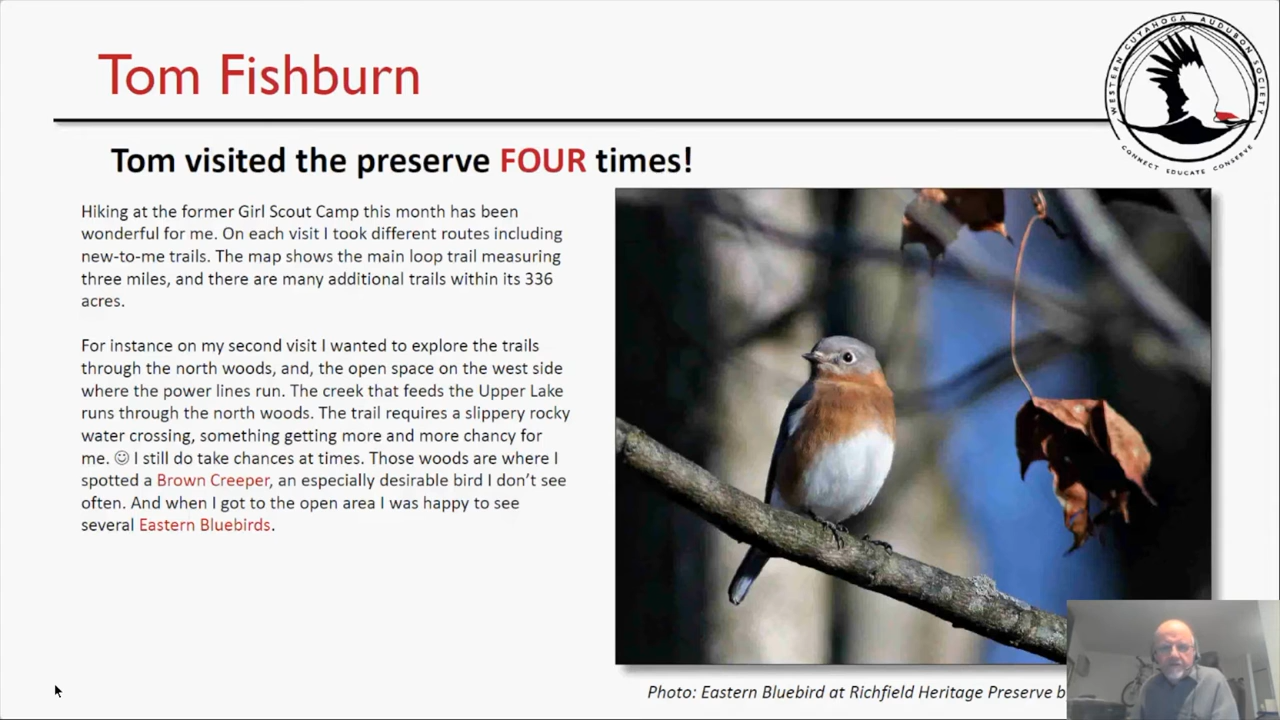 Tom Fishburn
WESTERN CUYAHOGA AUDUBON SOCIETY
CONNECT EDUCATE CONSERVE
Tom visited the preserve FOUR times!
Hiking at the former Girl Scout Camp this month has been
wonderful for me. On each visit I took different routes including
new-to-me trails. The map shows the main loop trail measuring
three miles, and there are many additional trails within its 336
acres.
For instance on my second visit I wanted to explore the trails
through the north woods, and, the open space on the west side
where the power lines run. The creek that feeds the Upper Lake
runs through the north woods. The trail requires a slippery rocky
water crossing, something getting more and more chancy for
me. ☺ I still do take chances at times. Those woods are where I
spotted a Brown Creeper, an especially desirable bird I don’t see
often. And when I got to the open area I was happy to see
several Eastern Bluebirds.
Photo: Eastern Bluebird at Richfield Heritage Preserve